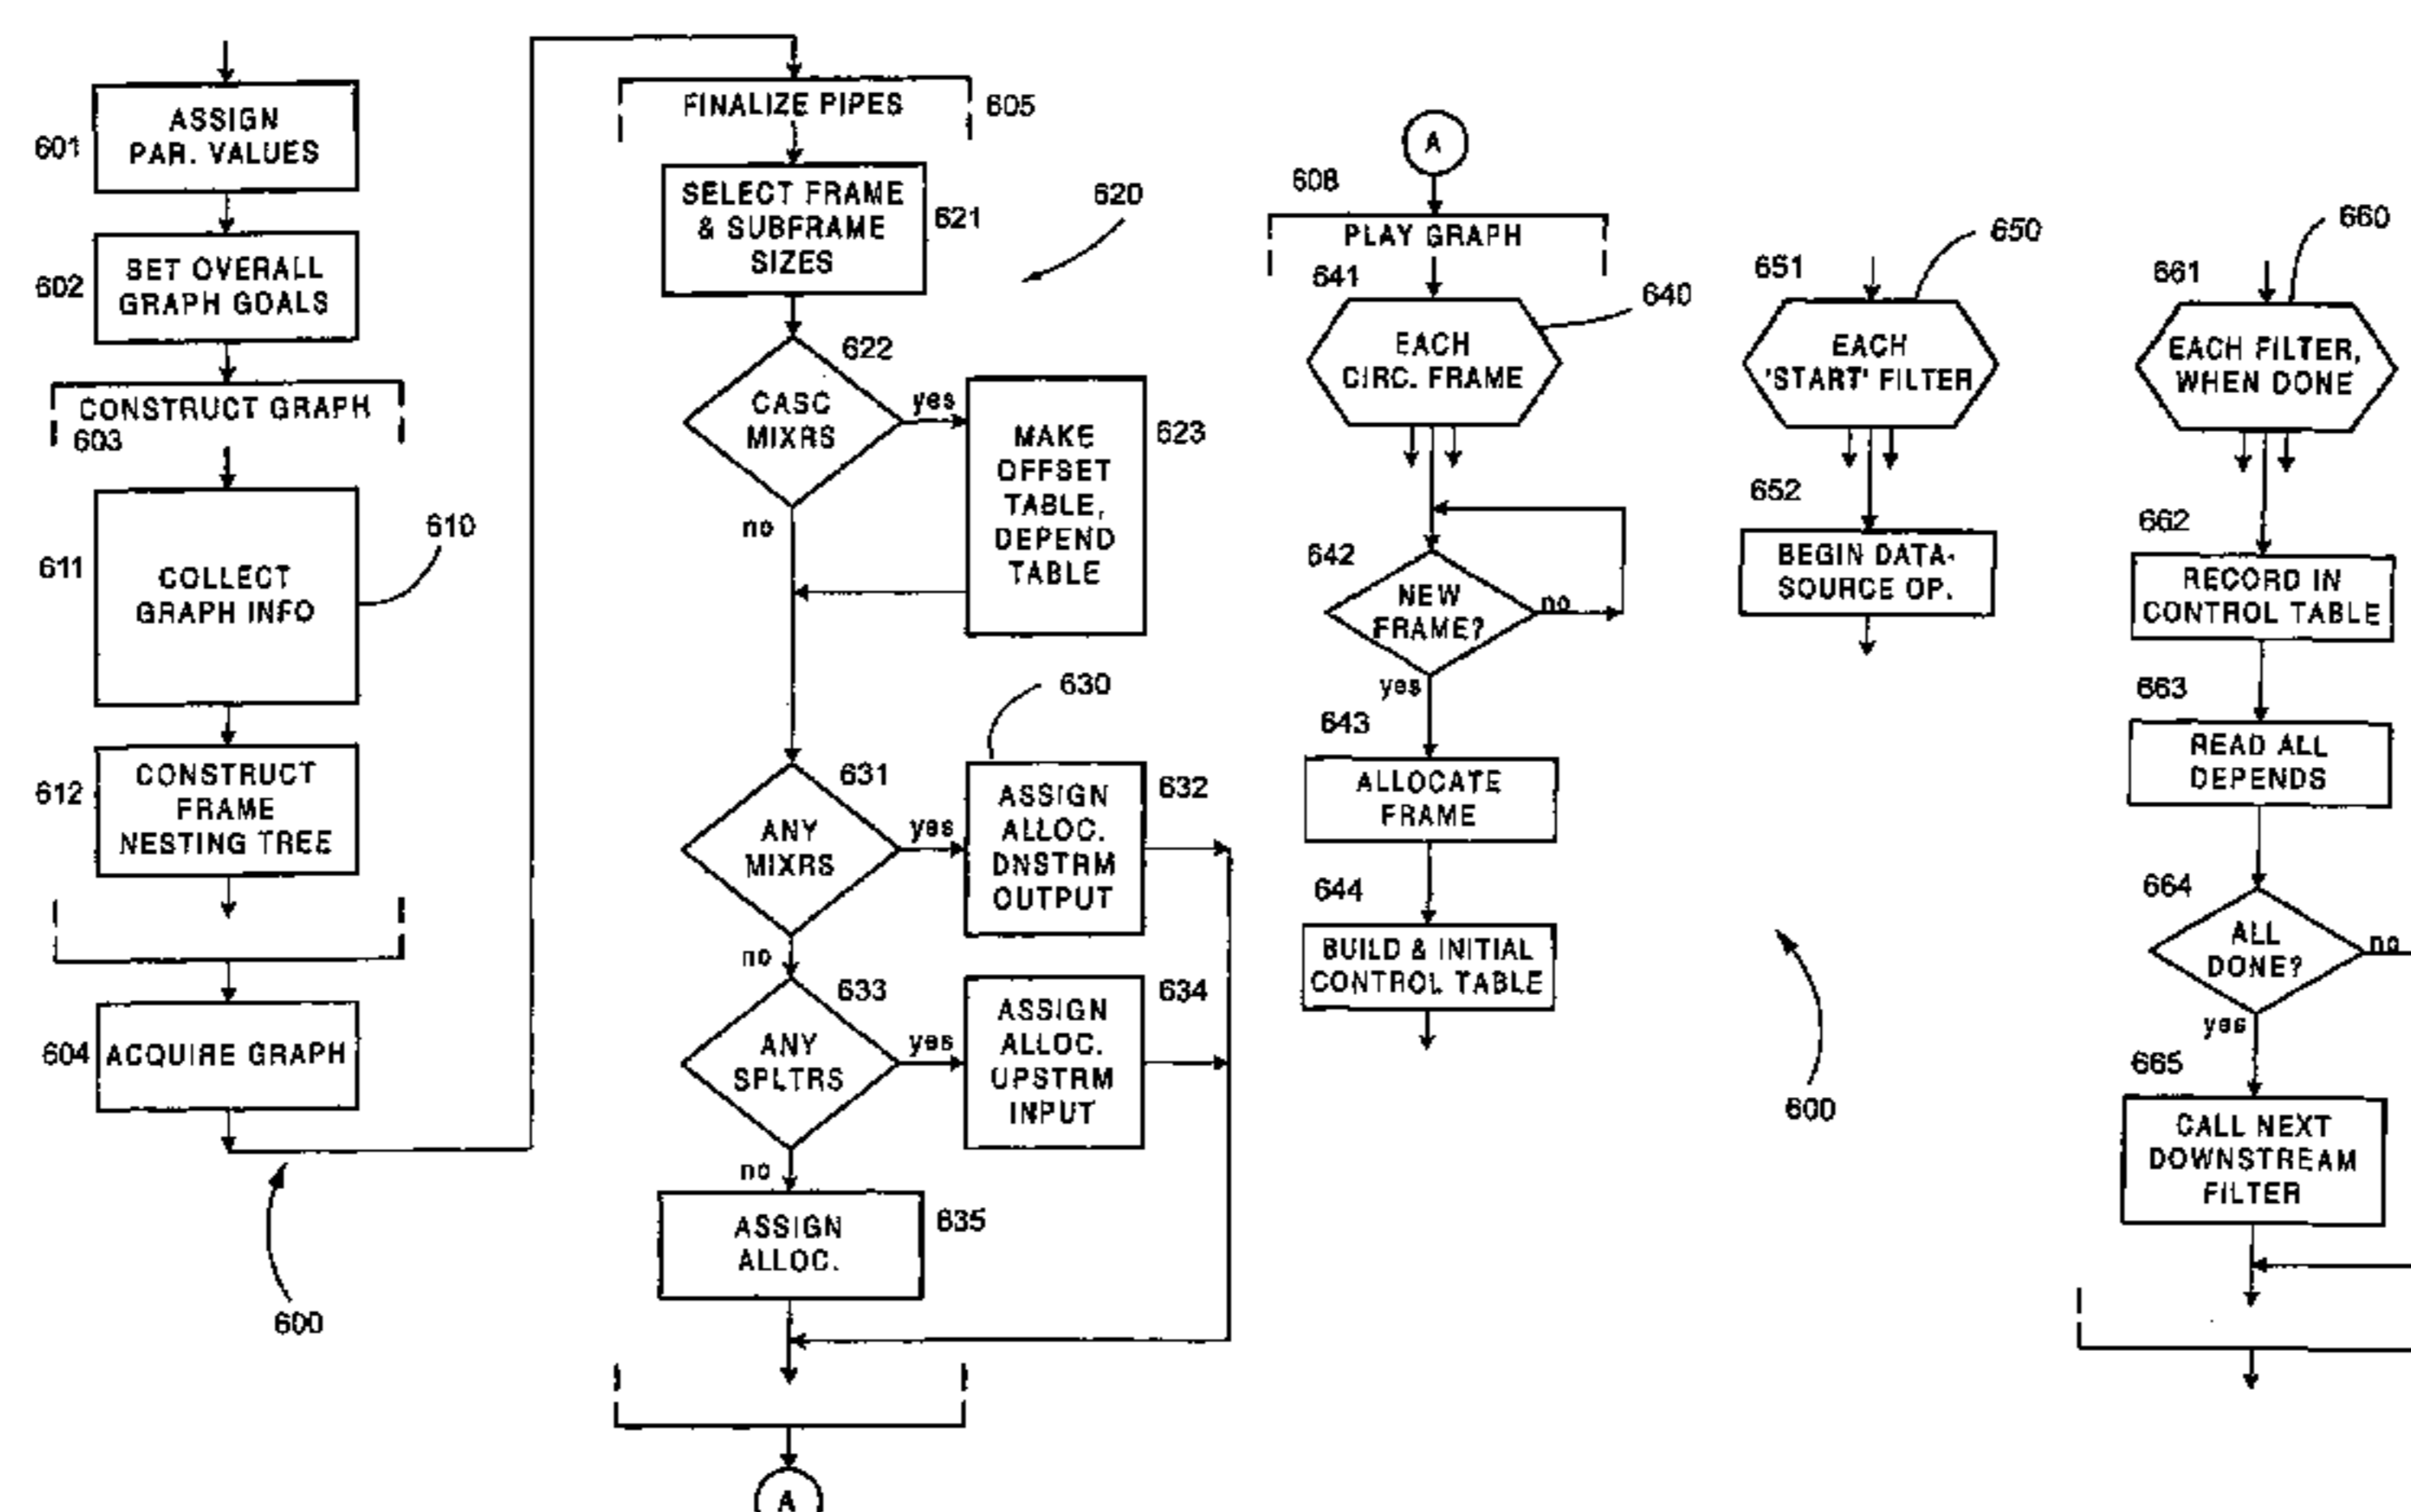 601
ASSIGN
PAR. VALUES
602
SET OVERALL
GRAPH GOALS
CONSTRUCT GRAPH
603
611
COLLECT
GRAPH INFO
610
612
CONSTRUCT
FRAME
NESTING TREE
604
ACQUIRE GRAPH
600
FINALIZE PIPES
605
SELECT FRAME
& SUBFRAME
SIZES
621
620
622
CASC
MIXRS
yes
no
MAKE
OFFSET
TABLE,
DEPEND
TABLE
623
630
631
ANY
MIXRS
yes
no
ASSIGN
ALLOC.
DNSTRM
OUTPUT
632
633
ANY
SPLTRS
yes
no
ASSIGN
ALLOC.
UPSTRM
INPUT
634
ASSIGN
ALLOC.
635
A
A
608
PLAY GRAPH
641
EACH
CIRC. FRAME
640
642
NEW
FRAME?
no
yes
643
ALLOCATE
FRAME
644
BUILD & INITIAL
CONTROL TABLE
651
650
EACH
'START' FILTER
652
BEGIN DATA-
SOURCE OP.
600
661
660
EACH FILTER,
WHEN DONE
662
RECORD IN
CONTROL TABLE
663
READ ALL
DEPENDS
664
ALL
DONE?
no
yes
665
CALL NEXT
DOWNSTREAM
FILTER